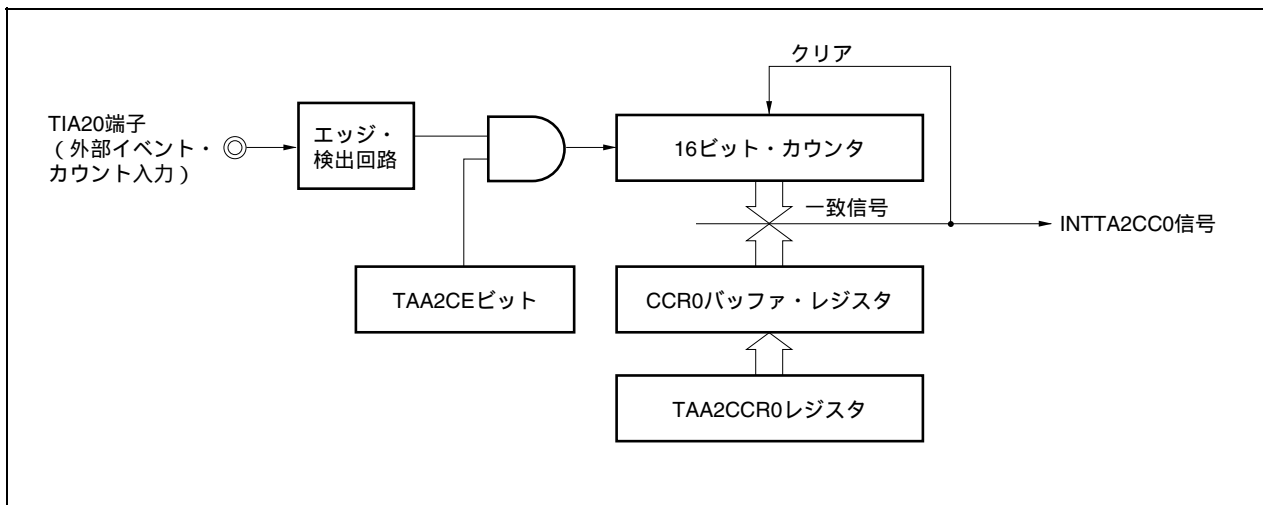 クリア
TIA20端子
（外部イベント・
カウント入力）
エッジ・
検出回路
16ビット・カウンタ
一致信号
INTTA2CC0信号
TAA2CEビット
CCR0バッファ・レジスタ
TAA2CCR0レジスタ